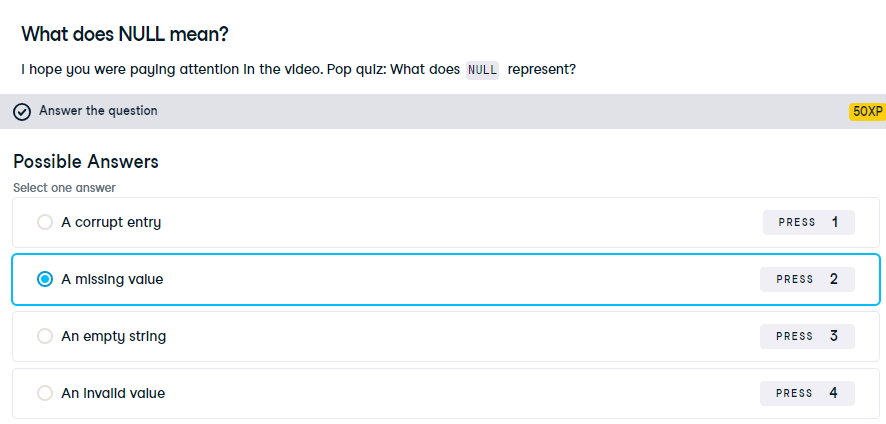 What does NULL mean?
I hope you were paying attention in the video. Pop quiz: What does NULL represent?
Answer the question
50XP
Possible Answers
Select one answer
A corrupt entry PRESS 1
A missing value PRESS 2
An empty string PRESS 3
An invalid value PRESS 4